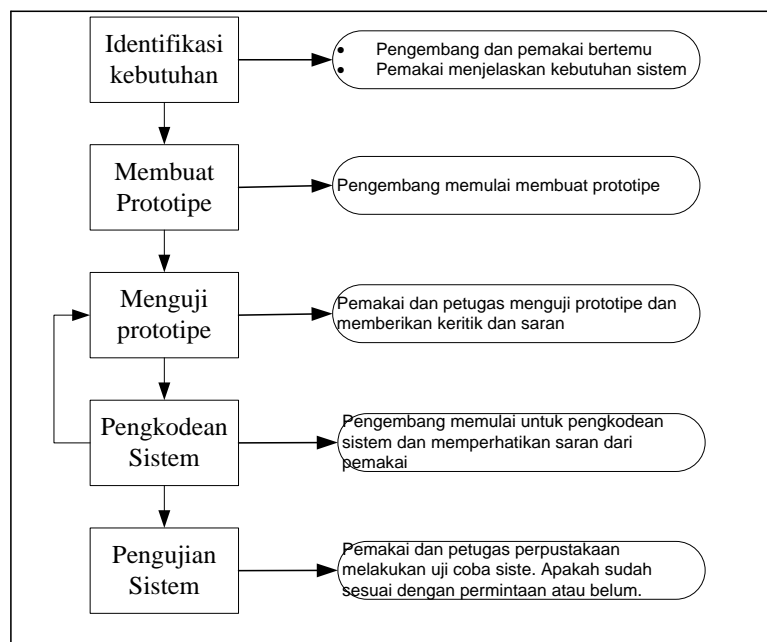 Identifikasi
kebutuhan
• Pengembang dan pemakai bertemu
• Pemakai menjelaskan kebutuhan sistem
Membuat
Prototipe
Pengembang memulai membuat prototipe
Menguji
prototipe
Pemakai dan petugas menguji prototipe dan
memberikan keritik dan saran
Pengkodean
Sistem
Pengembang memulai untuk pengkodean
sistem dan memperhatikan saran dari
pemakai
Pengujian
Sistem
Pemakai dan petugas perpustakaan
melakukan uji coba siste. Apakah sudah
sesuai dengan permintaan atau belum.